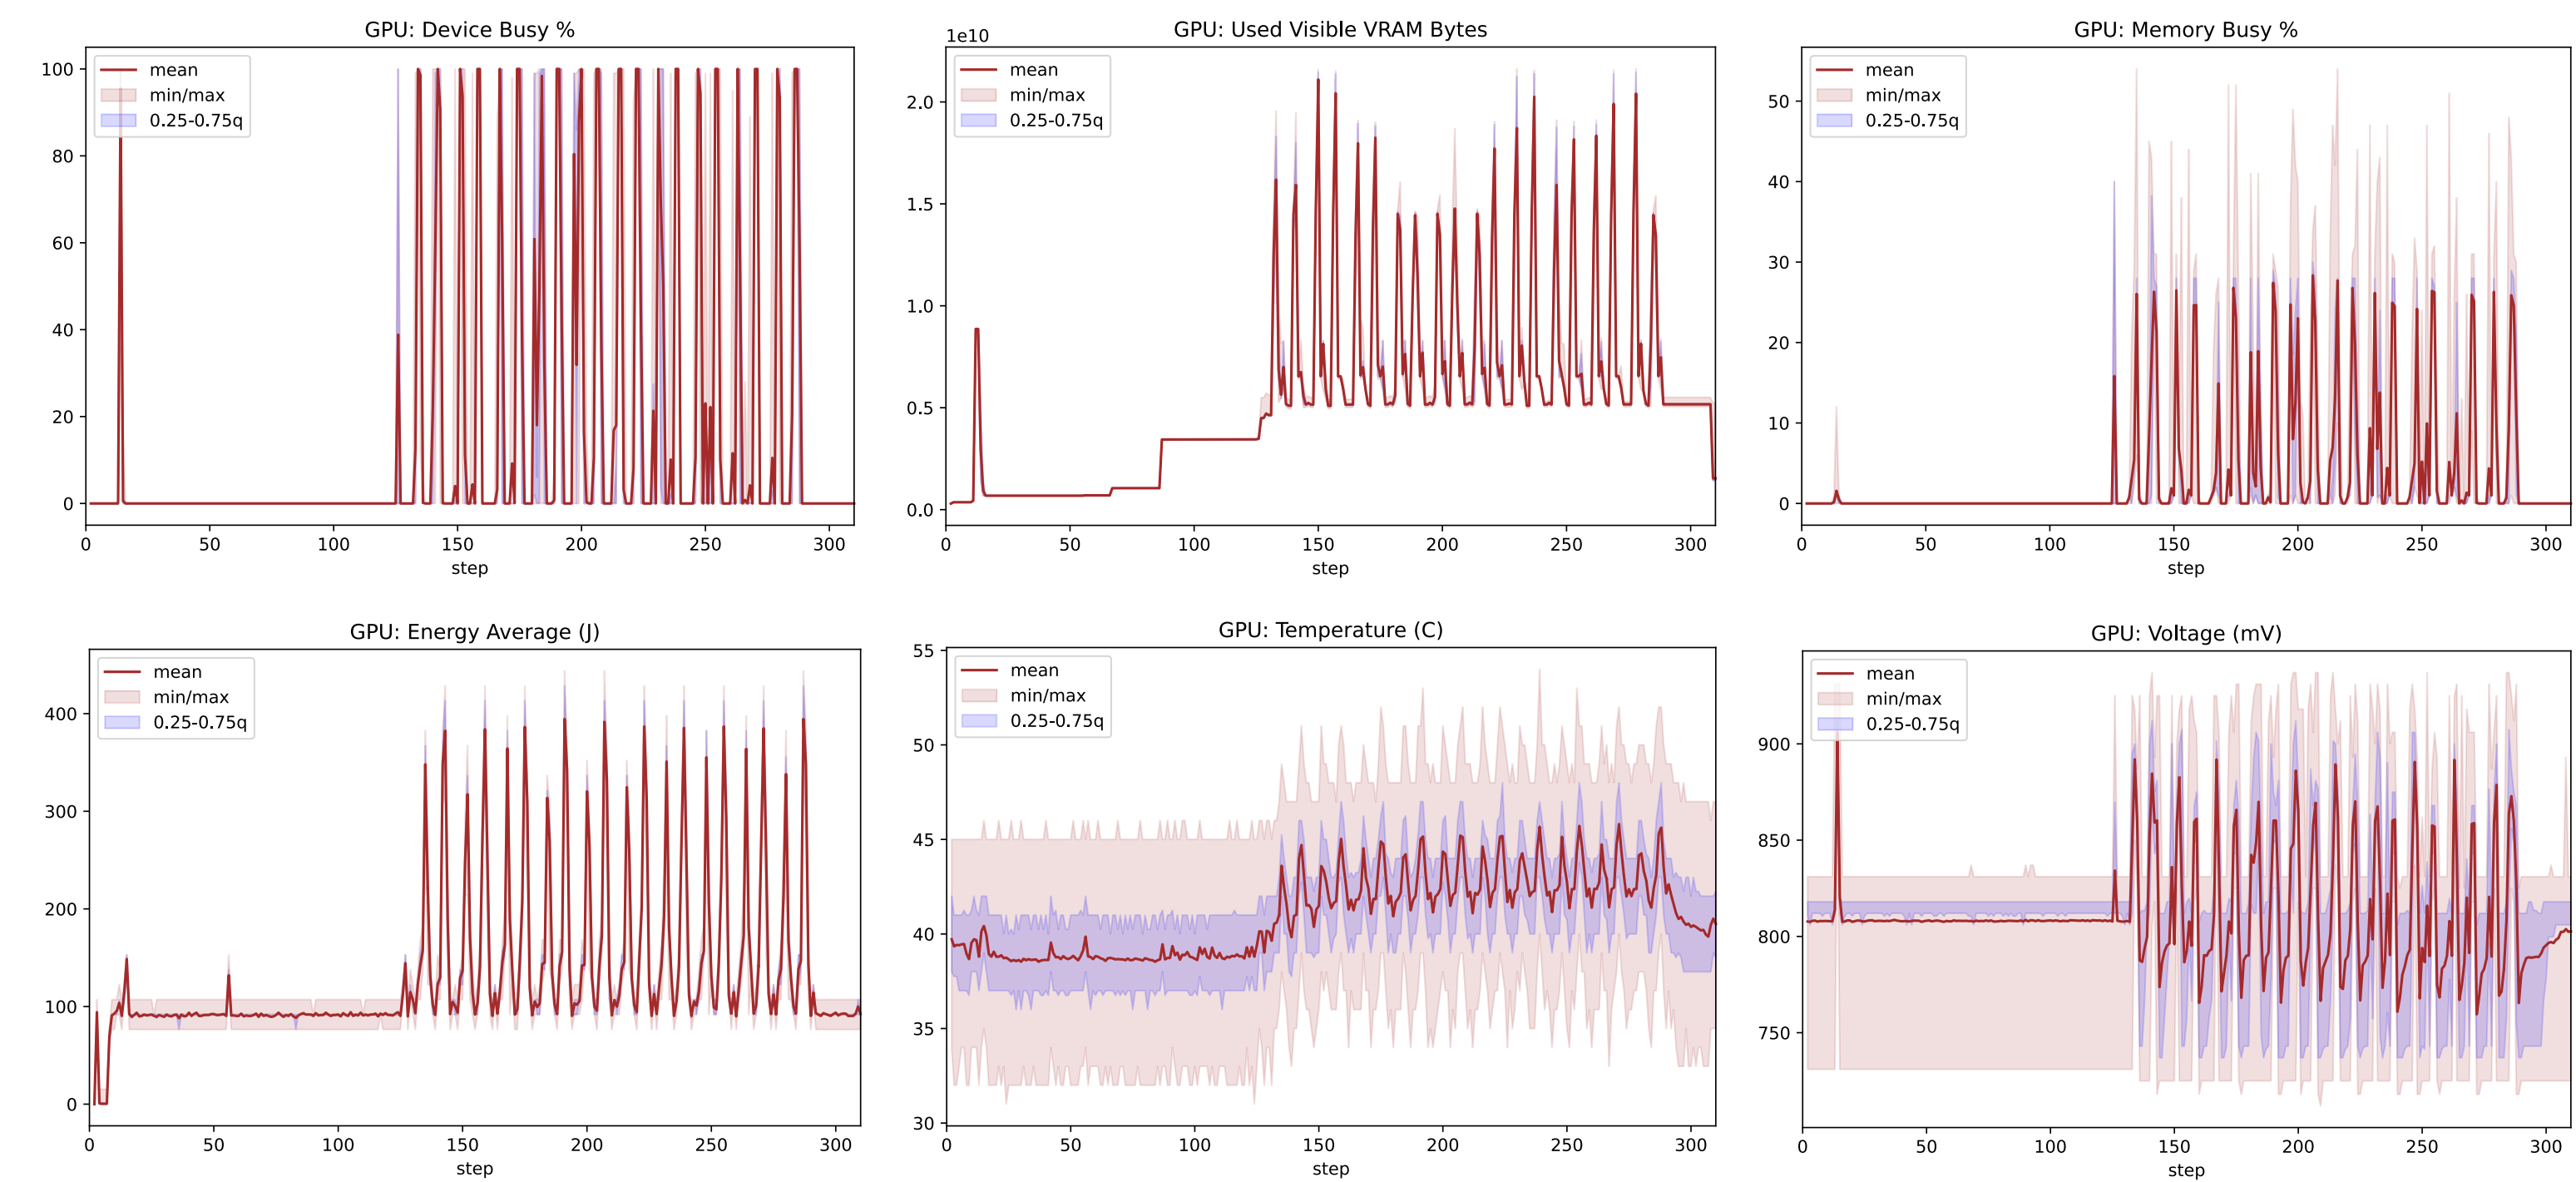 GPU: Device Busy %
mean
min/max
0.25-0.75q
100
80
60
40
20
0
0 50 100 150 200 250 300
step
GPU: Used Visible VRAM Bytes
1e10
mean
min/max
0.25-0.75q
2.0
1.5
1.0
0.5
0.0
0 50 100 150 200 250 300
step
GPU: Memory Busy %
mean
min/max
0.25-0.75q
50
40
30
20
10
0
0 50 100 150 200 250 300
step
GPU: Energy Average (J)
mean
min/max
0.25-0.75q
400
300
200
100
0
0 50 100 150 200 250 300
step
GPU: Temperature (C)
mean
min/max
0.25-0.75q
55
50
45
40
35
30
0 50 100 150 200 250 300
step
GPU: Voltage (mV)
mean
min/max
0.25-0.75q
900
850
800
750
0 50 100 150 200 250 300
step